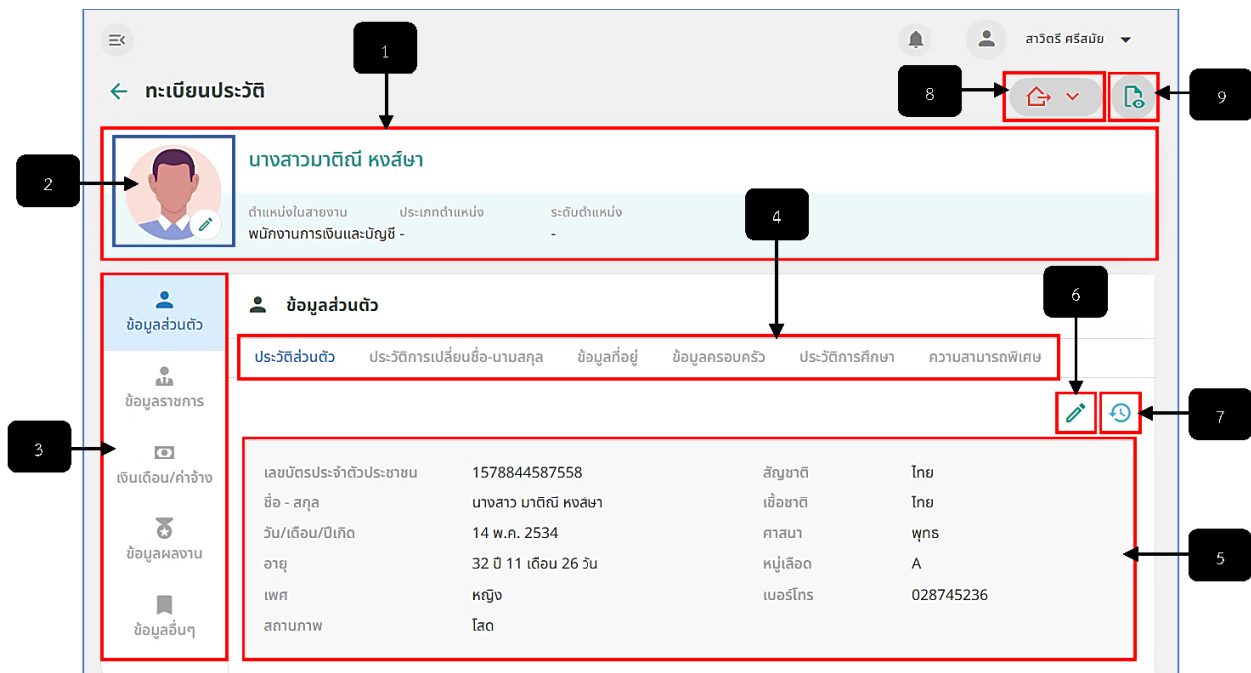 1
สาวิตรี ศรีสมัย
ทะเบียนประวัติ
8
9
นางสาวมาติณี หงส์ษา
2
ตำแหน่งในสายงาน ประเภทตำแหน่ง ระดับตำแหน่ง
พนักงานการเงินและบัญชี - -
4
ข้อมูลส่วนตัว
ข้อมูลส่วนตัว
6
ประวัติส่วนตัว ประวัติการเปลี่ยนชื่อ-นามสกุล ข้อมูลที่อยู่ ข้อมูลครอบครัว ประวัติการศึกษา ความสามารถพิเศษ
ข้อมูลราชการ
7
3
เงินเดือน/ค่าจ้าง
ข้อมูลผลงาน
ข้อมูลอื่นๆ
เลขบัตรประจำตัวประชาชน 1578844587558 สัญชาติ ไทย
ชื่อ - สกุล นางสาว มาติณี หงส์ษา เชื้อชาติ ไทย
วัน/เดือน/ปีเกิด 14 พ.ค. 2534 ศาสนา พุทธ
อายุ 32 ปี 11 เดือน 26 วัน หมู่เลือด A
เพศ หญิง เบอร์โทร 028745236
สถานภาพ โสด
5